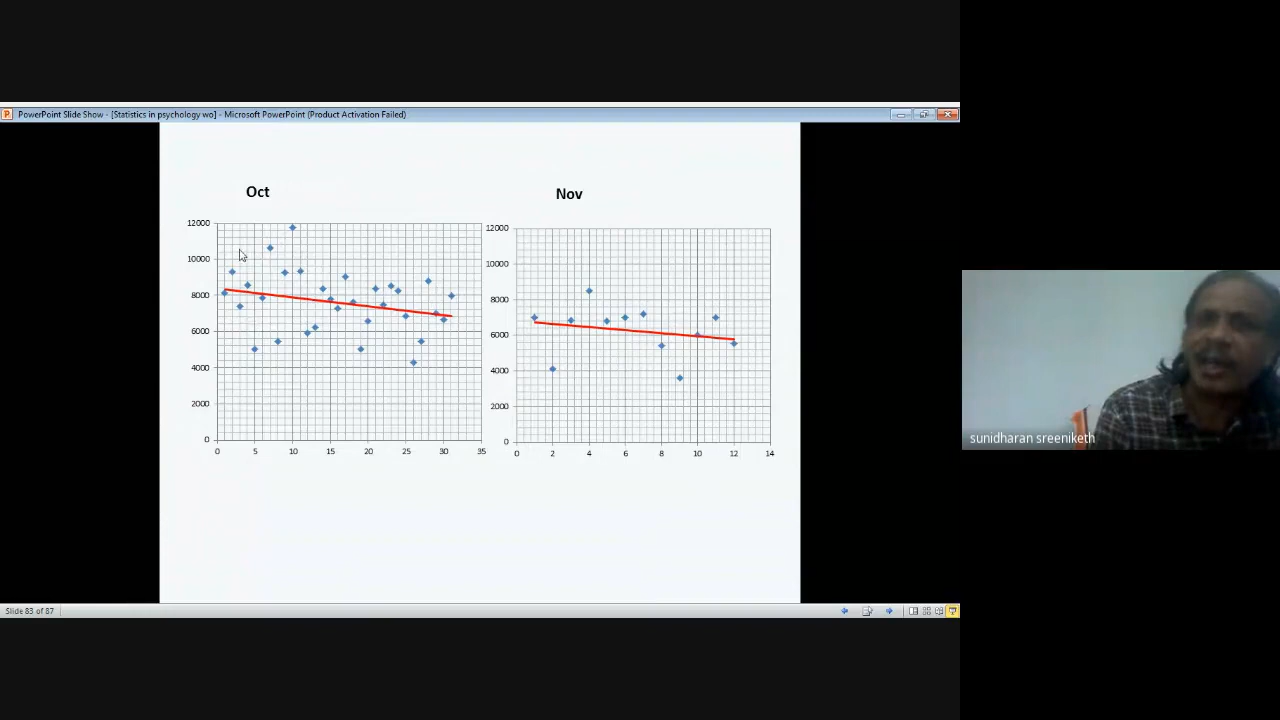 PowerPoint Slide Show - [Statistics in psychology wo] - Microsoft PowerPoint (Product Activation Failed)
Oct
12000
10000
8000
6000
4000
2000
0
0 5 10 15 20 25 30 35
Nov
12000
10000
8000
6000
4000
2000
0
0 2 4 6 8 10 12 14
sunidharan sreeniketh
Slide 83 of 87